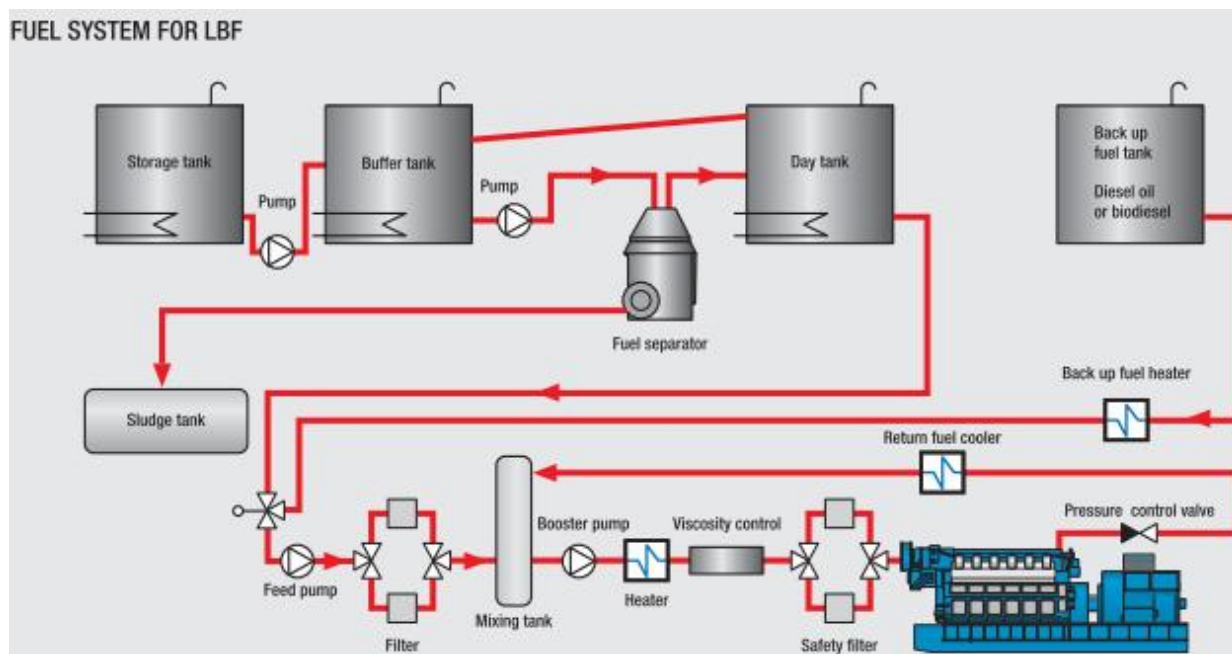 FUEL SYSTEM FOR LBF
Storage tank
Pump
Buffer tank
Pump
Day tank
Back up
fuel tank
Diesel oil
or biodiesel
Fuel separator
Sludge tank
Back up fuel heater
Return fuel cooler
Pressure control valve
Booster pump
Viscosity control
Feed pump
Filter
Mixing tank
Heater
Safety filter